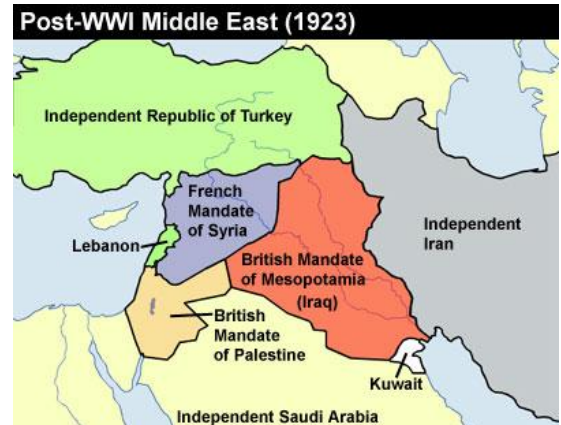 Post-WWI Middle East (1923)
Independent Republic of Turkey
French
Mandate
of Syria
Lebanon
Independent
Iran
British Mandate
of Mesopotamia
(Iraq)
British
Mandate
of Palestine
Kuwait
Independent Saudi Arabia